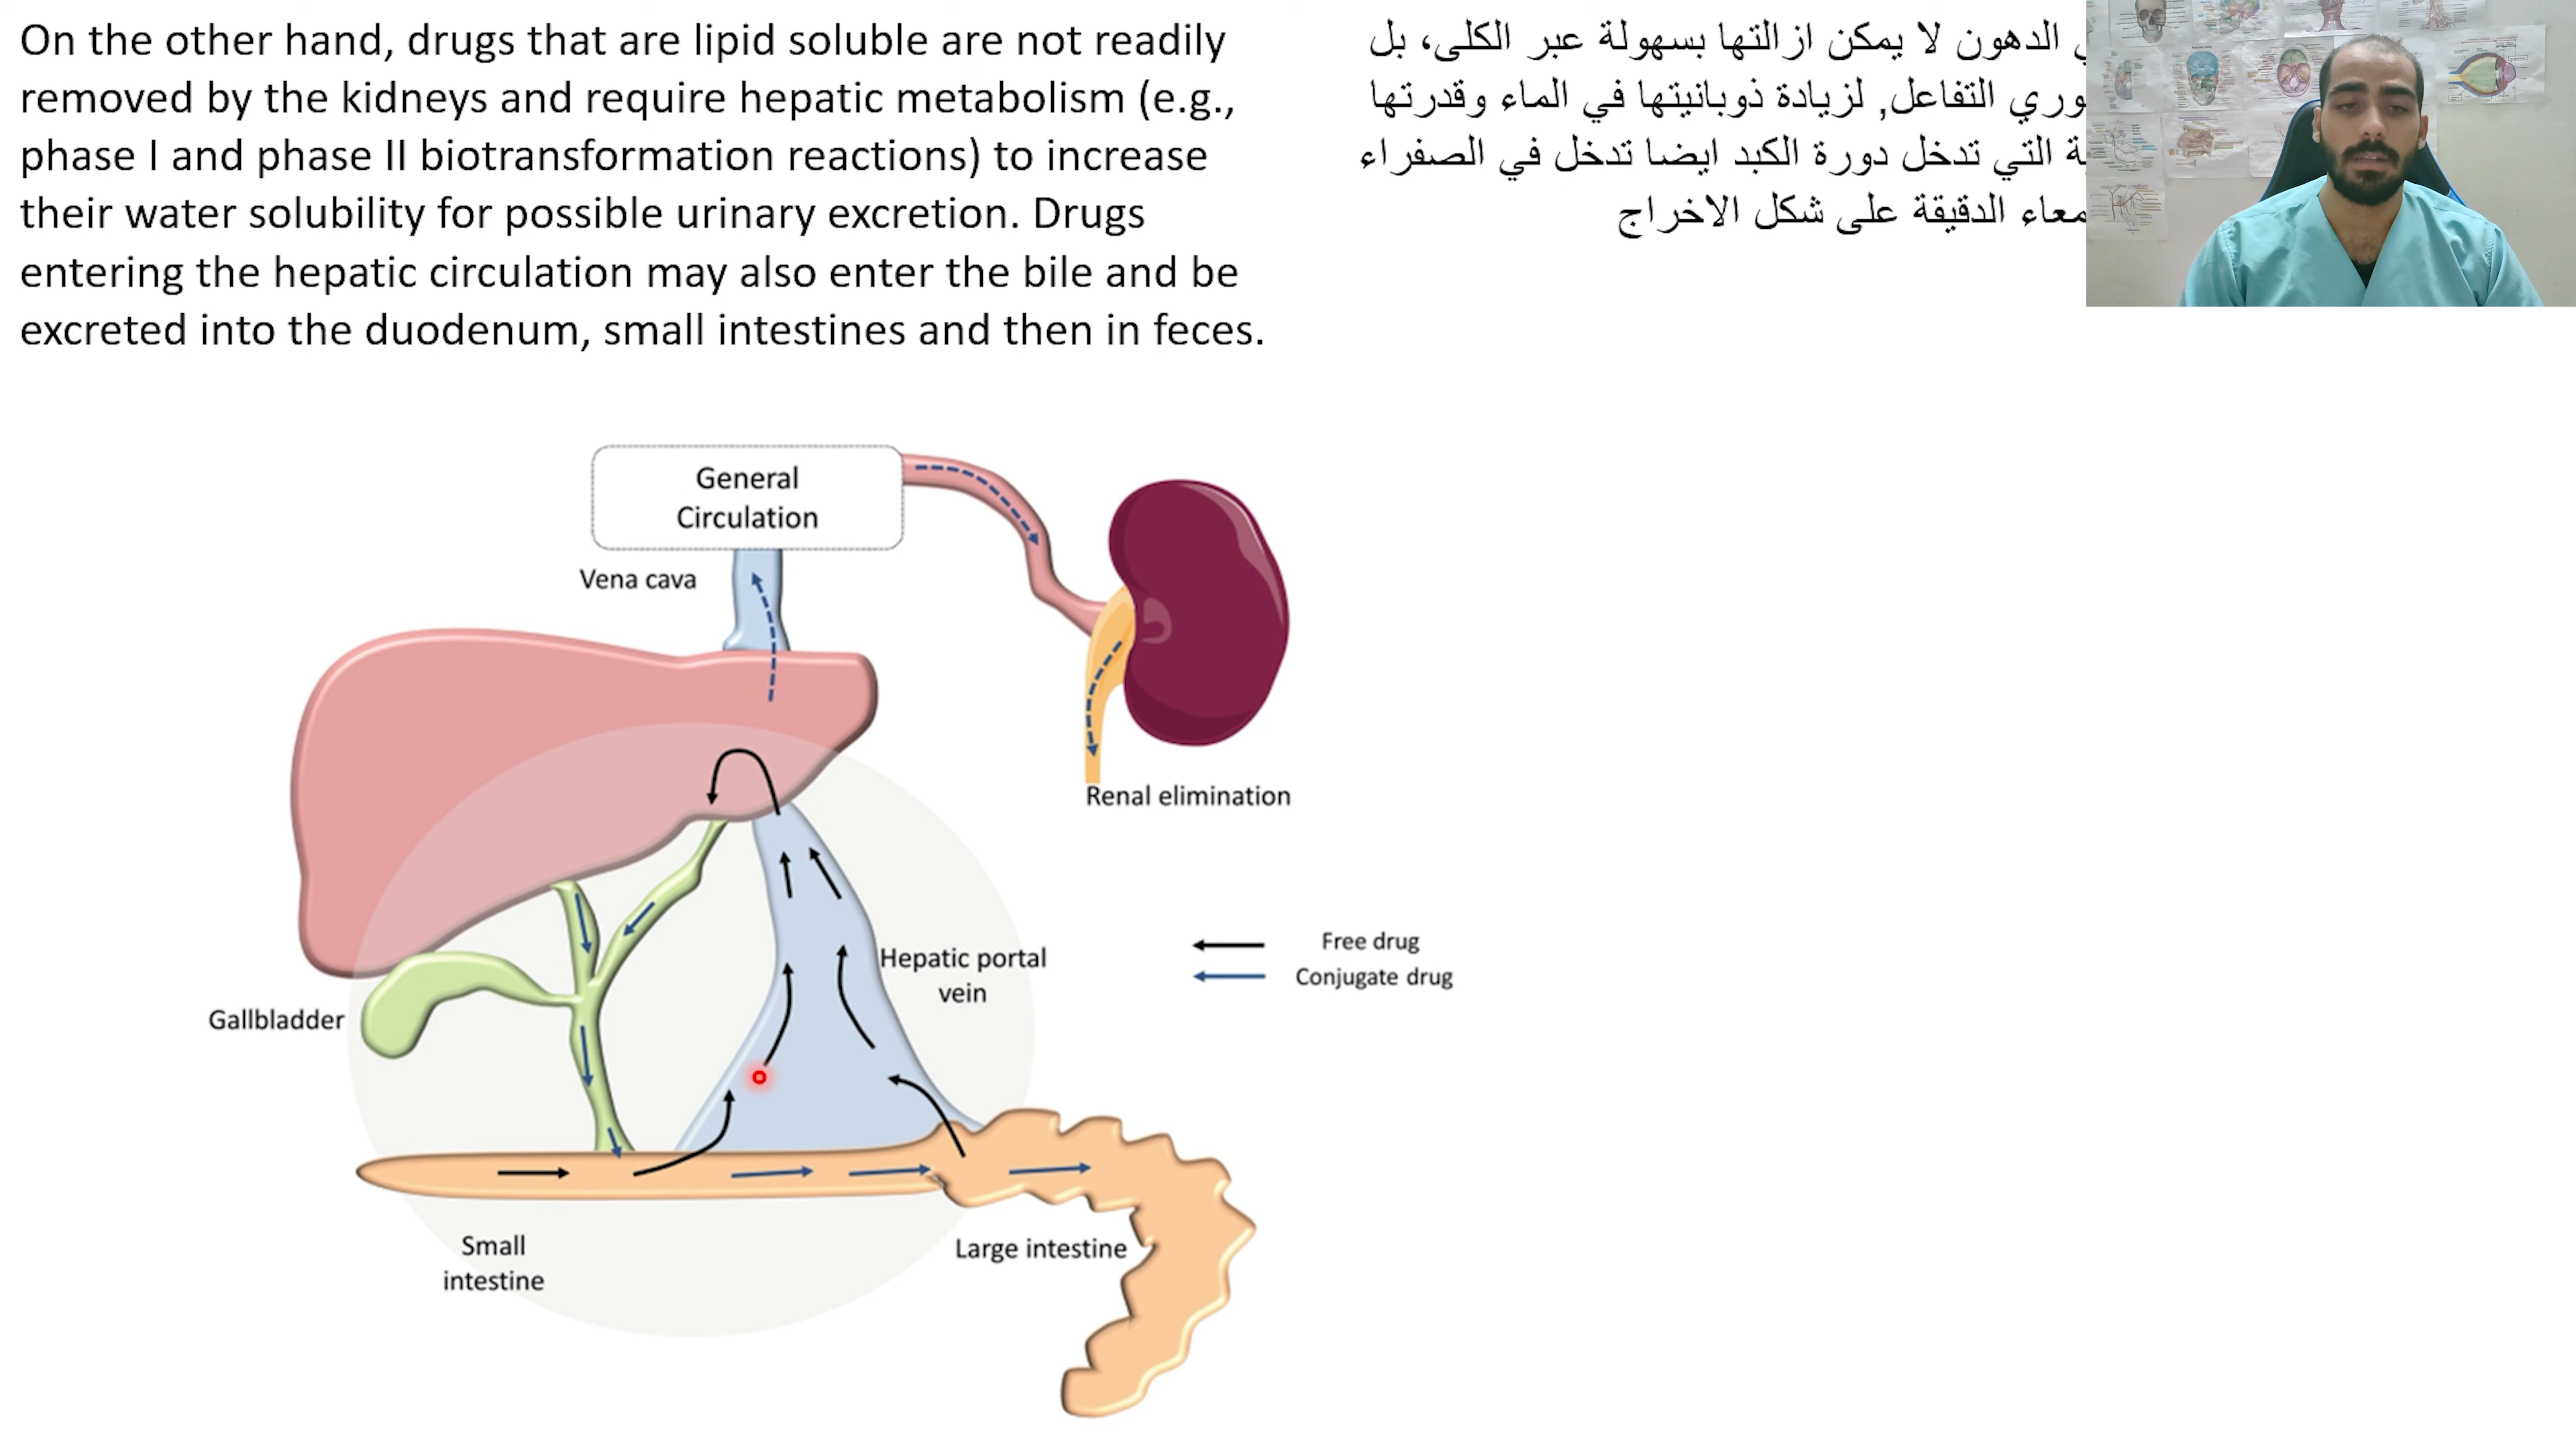 On the other hand, drugs that are lipid soluble are not readily
removed by the kidneys and require hepatic metabolism (e.g.,
phase I and phase II biotransformation reactions) to increase
their water solubility for possible urinary excretion. Drugs
entering the hepatic circulation may also enter the bile and be
excreted into the duodenum, small intestines and then in feces.
الدهون لا يمكن ازالتها بسهولة عبر الكلى، بل
التفاعل, لزيادة ذوبانيتها في الماء وقدرتها
التي تدخل دورة الكبد ايضا تدخل في الصفراء
الدقيقة على شكل الاخراج
General
Circulation
Vena cava
Renal elimination
Hepatic portal
vein
Free drug
Conjugate drug
Gallbladder
Small
intestine
Large intestine